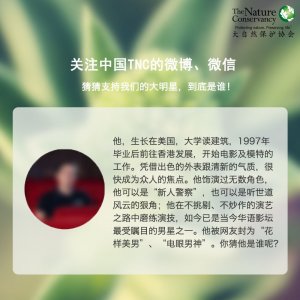 The Nature
Conservancy
Protecting nature. Preserving life.
大自然保护协会
关注中国TNC的微博、微信
猜猜支持我们的大明星，到底是谁！
他，生长在美国，大学读建筑，1997年
毕业后前往香港发展，开始电影及模特的
工作。凭借出色的外表跟清新的气质，很
快成为众人的焦点。他饰演过无数角色，
他可以是“新人警察”，也可以是听世道
风云的狠角；他在不挑剔、不炒作的演艺
之路中磨练演技，如今已是当今华语影坛
最受瞩目的男星之一。他被网友封为“花
样美男”、“电眼男神”。你猜他是谁呢？